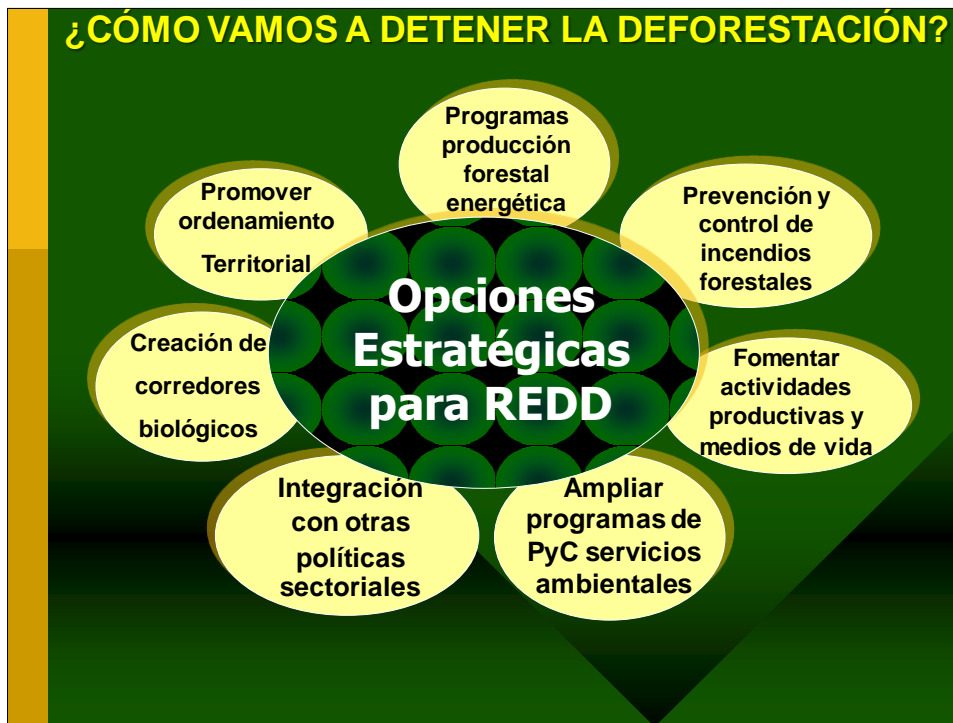 ¿CÓMO VAMOS A DETENER LA DEFORESTACIÓN?
Programas
producción
forestal
energética
Promover
ordenamiento
Territorial
Prevención y
control de
incendios
forestales
Opciones
Estratégicas
para REDD
Creación de
corredores
biológicos
Fomentar
actividades
productivas y
medios de vida
Integración
con otras
políticas
sectoriales
Ampliar
programas de
PyC servicios
ambientales